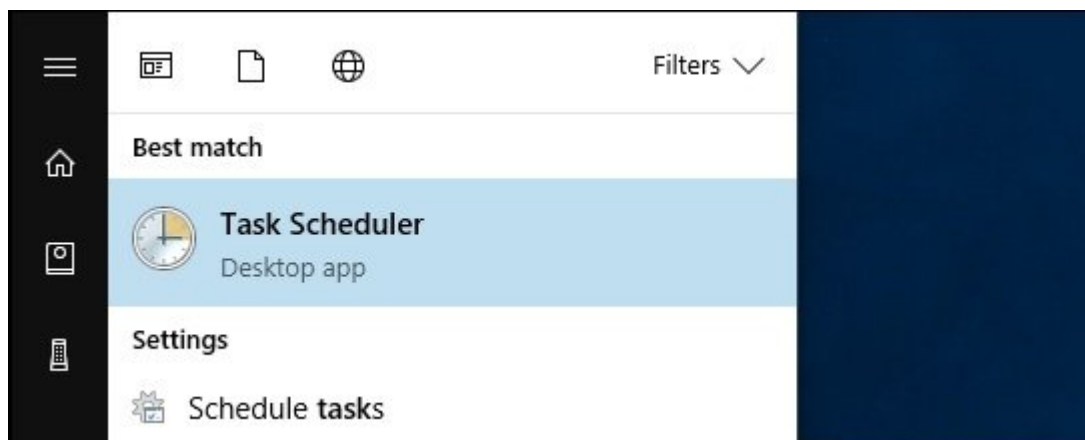 Filters
Best match
Task Scheduler
Desktop app
Settings
Schedule tasks